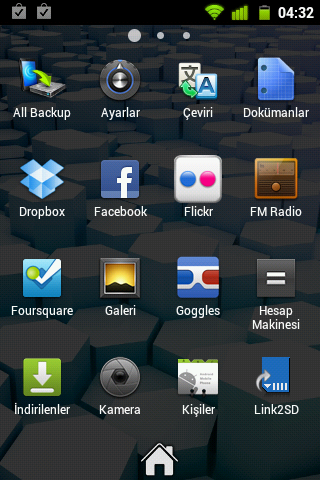 04:32
All Backup
Ayarlar
Çeviri
Dokümanlar
Dropbox
Facebook
Flickr
FM Radio
Foursquare
Galeri
Goggles
Hesap
Makinesi
İndirilenler
Kamera
Kişiler
Link2SD